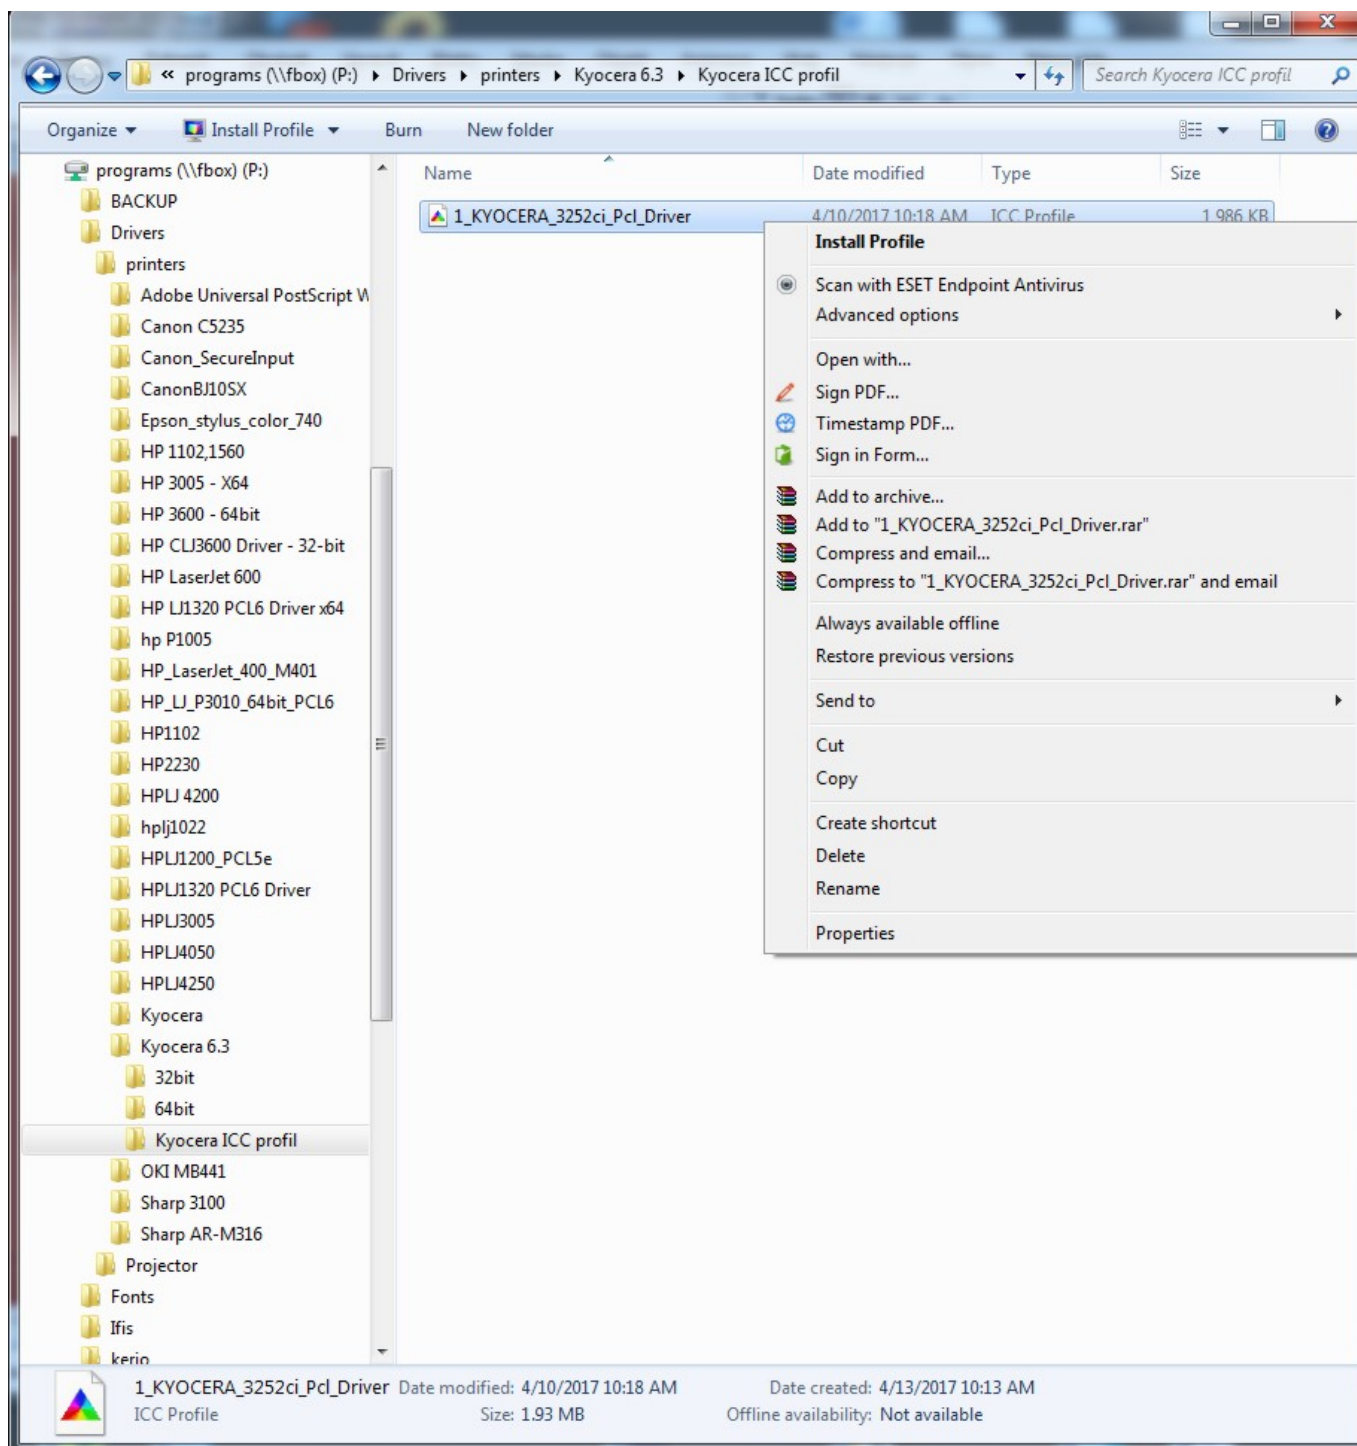 « programs (\\fbox) (P:) ▸ Drivers ▸ printers ▸ Kyocera 6.3 ▸ Kyocera ICC profil
Search Kyocera ICC profil
Organize Install Profile Burn New folder
programs (\\fbox) (P:)
BACKUP
Drivers
printers
Adobe Universal PostScript W
Canon C5235
Canon_SecureInput
CanonBJ10SX
Epson_stylus_color_740
HP 1102,1560
HP 3005 - X64
HP 3600 - 64bit
HP CLJ3600 Driver - 32-bit
HP LaserJet 600
HP LJ1320 PCL6 Driver x64
hp P1005
HP_LaserJet_400_M401
HP_LJ_P3010_64bit_PCL6
HP1102
HP2230
HPLJ 4200
hplj1022
HPLJ1200_PCL5e
HPLJ1320 PCL6 Driver
HPLJ3005
HPLJ4050
HPLJ4250
Kyocera
Kyocera 6.3
32bit
64bit
Kyocera ICC profil
OKI MB441
Sharp 3100
Sharp AR-M316
Projector
Fonts
Ifis
kerio
Name Date modified Type Size
1_KYOCERA_3252ci_Pcl_Driver 4/10/2017 10:18 AM ICC Profile 1 986 KB
Install Profile
Scan with ESET Endpoint Antivirus
Advanced options
Open with...
Sign PDF...
Timestamp PDF...
Sign in Form...
Add to archive...
Add to "1_KYOCERA_3252ci_Pcl_Driver.rar"
Compress and email...
Compress to "1_KYOCERA_3252ci_Pcl_Driver.rar" and email
Always available offline
Restore previous versions
Send to
Cut
Copy
Create shortcut
Delete
Rename
Properties
1_KYOCERA_3252ci_Pcl_Driver Date modified: 4/10/2017 10:18 AM Date created: 4/13/2017 10:13 AM
ICC Profile Size: 1.93 MB Offline availability: Not available